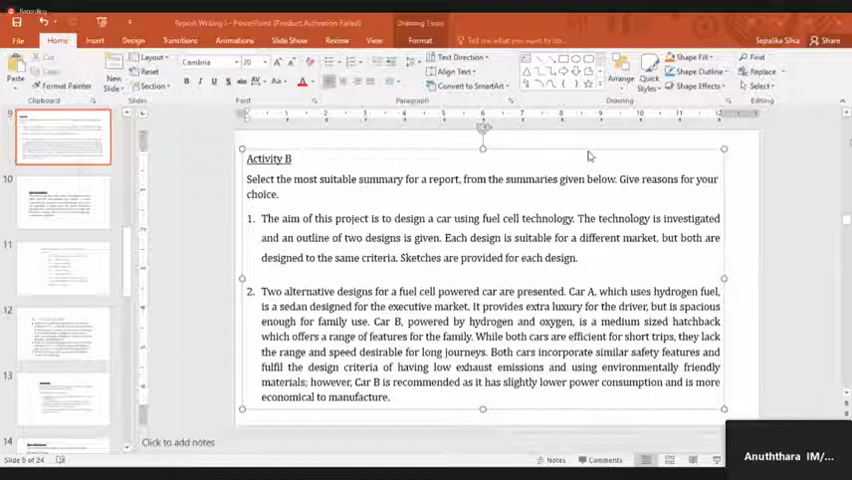 Recording
Report Writing I - PowerPoint (Product Activation Failed)
Drawing Tools
File Home Insert Design Transitions Animations Slide Show Review View Format Tell me what you want to do... Sepalika Silva Share
Cut
Copy
Format Painter
Paste
Clipboard
New Slide
Layout
Reset
Section
Slides
Cambria 20
B I U S abc AV Aa A
Font
Text Direction
Align Text
Convert to SmartArt
Paragraph
Arrange
Quick Styles
Shape Fill
Shape Outline
Shape Effects
Drawing
Find
Replace
Select
Editing
9
10
11
12
13
14
Activity B
Select the most suitable summary for a report, from the summaries given below. Give reasons for your
choice.
1. The aim of this project is to design a car using fuel cell technology. The technology is investigated
and an outline of two designs is given. Each design is suitable for a different market, but both are
designed to the same criteria. Sketches are provided for each design.
2. Two alternative designs for a fuel cell powered car are presented. Car A, which uses hydrogen fuel,
is a sedan designed for the executive market. It provides extra luxury for the driver, but is spacious
enough for family use. Car B, powered by hydrogen and oxygen, is a medium sized hatchback
which offers a range of features for the family. While both cars are efficient for short trips, they lack
the range and speed desirable for long journeys. Both cars incorporate similar safety features and
fulfil the design criteria of having low exhaust emissions and using environmentally friendly
materials; however, Car B is recommended as it has slightly lower power consumption and is more
economical to manufacture.
Click to add notes
Slide 9 of 24
Notes
Comments
Anuththara IM/...